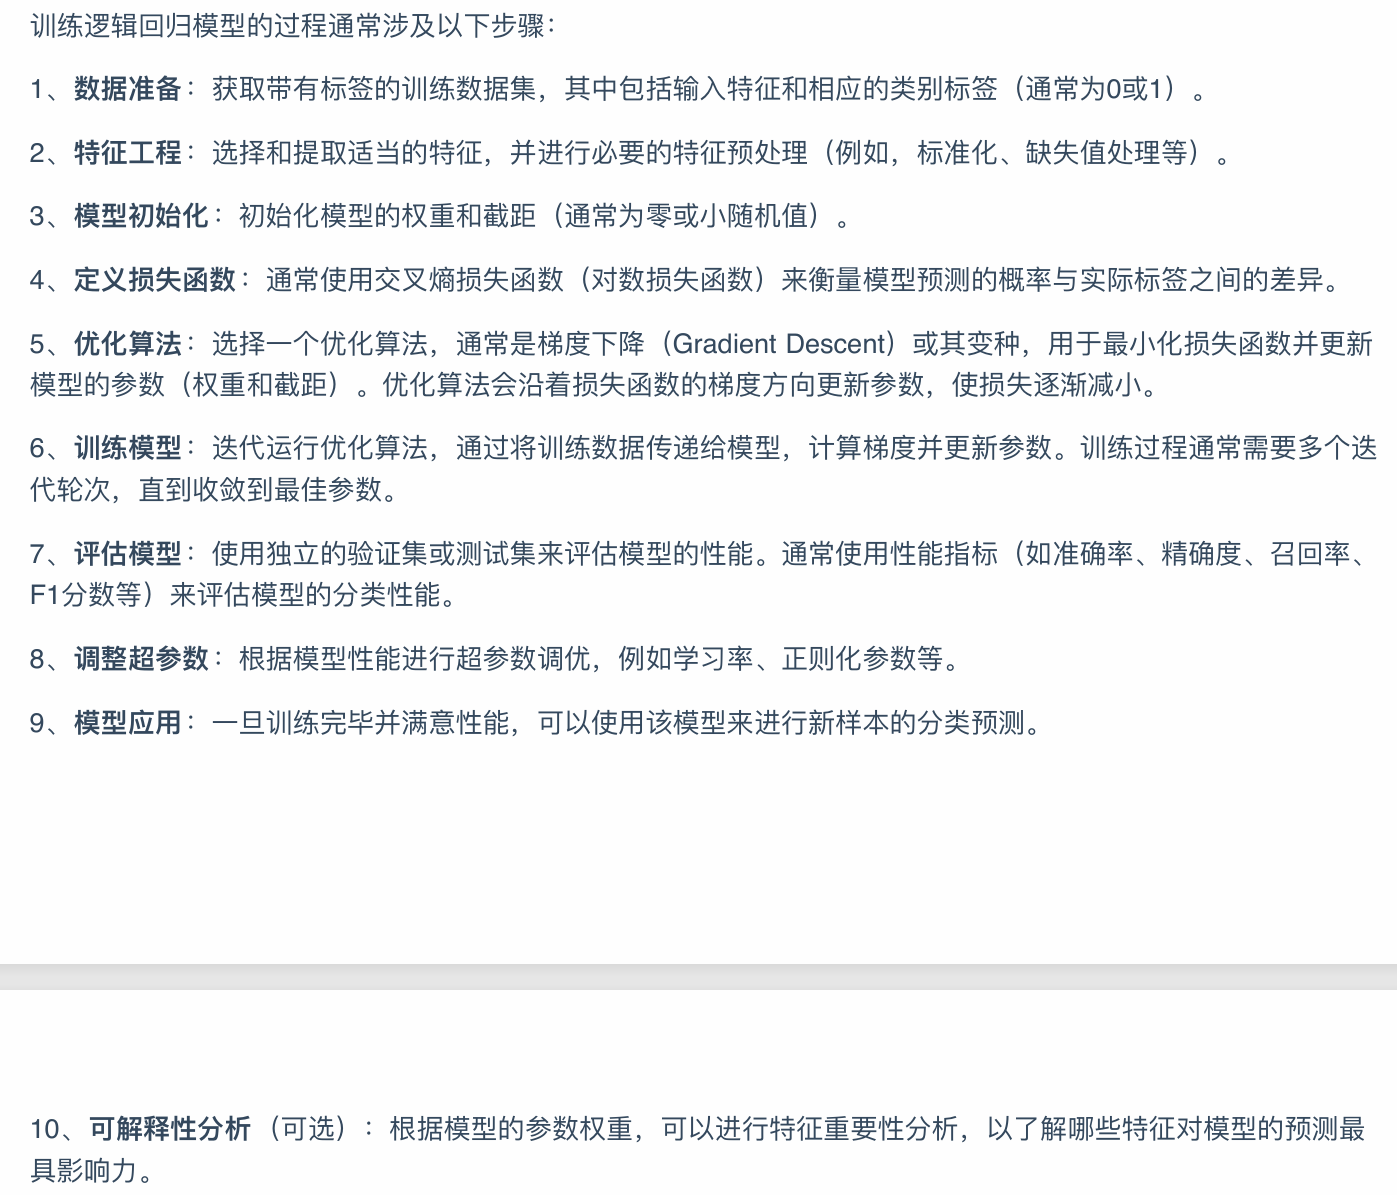 训练逻辑回归模型的过程通常涉及以下步骤：
1、数据准备：获取带有标签的训练数据集，其中包括输入特征和相应的类别标签（通常为0或1）。
2、特征工程：选择和提取适当的特征，并进行必要的特征预处理（例如，标准化、缺失值处理等）。
3、模型初始化：初始化模型的权重和截距（通常为零或小随机值）。
4、定义损失函数：通常使用交叉熵损失函数（对数损失函数）来衡量模型预测的概率与实际标签之间的差异。
5、优化算法：选择一个优化算法，通常是梯度下降（Gradient Descent）或其变种，用于最小化损失函数并更新
模型的参数（权重和截距）。优化算法会沿着损失函数的梯度方向更新参数，使损失逐渐减小。
6、训练模型：迭代运行优化算法，通过将训练数据传递给模型，计算梯度并更新参数。训练过程通常需要多个迭
代轮次，直到收敛到最佳参数。
7、评估模型：使用独立的验证集或测试集来评估模型的性能。通常使用性能指标（如准确率、精确度、召回率、
F1分数等）来评估模型的分类性能。
8、调整超参数：根据模型性能进行超参数调优，例如学习率、正则化参数等。
9、模型应用：一旦训练完毕并满意性能，可以使用该模型来进行新样本的分类预测。
10、可解释性分析（可选）：根据模型的参数权重，可以进行特征重要性分析，以了解哪些特征对模型的预测最
具影响力。